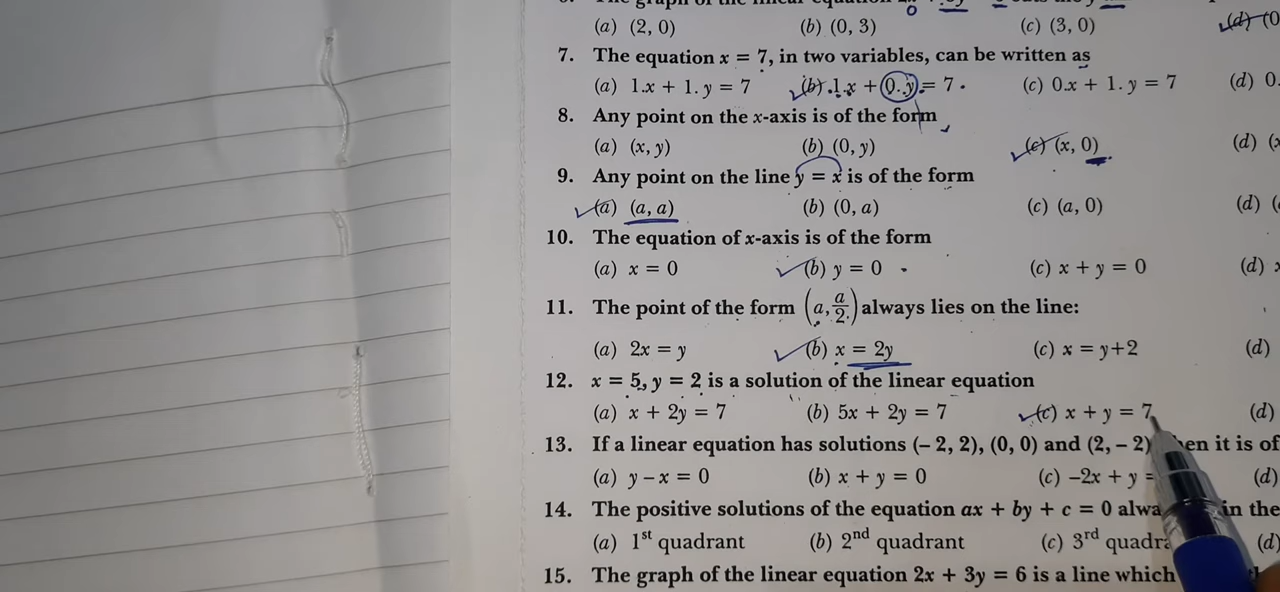 (a) (2, 0) (b) (0, 3) (c) (3, 0) (d) (0
7. The equation x = 7, in two variables, can be written as
(a) 1.x + 1. y = 7 (b) 1.x + 0.y = 7 (c) 0.x + 1. y = 7 (d) 0.
8. Any point on the x-axis is of the form
(a) (x, y) (b) (0, y) (c) (x, 0) (d)
9. Any point on the line y = x is of the form
(a) (a, a) (b) (0, a) (c) (a, 0) (d) (
10. The equation of x-axis is of the form
(a) x = 0 (b) y = 0 (c) x + y = 0 (d)
11. The point of the form (a, a/2) always lies on the line:
(a) 2x = y (b) x = 2y (c) x = y+2 (d)
12. x = 5, y = 2 is a solution of the linear equation
(a) x + 2y = 7 (b) 5x + 2y = 7 (c) x + y = 7 (d)
13. If a linear equation has solutions (– 2, 2), (0, 0) and (2, – 2) it is of
(a) y – x = 0 (b) x + y = 0 (c) –2x + y = (d)
14. The positive solutions of the equation ax + by + c = 0 in the
(a) 1st quadrant (b) 2nd quadrant (c) 3rd (d)
15. The graph of the linear equation 2x + 3y = 6 is a line which